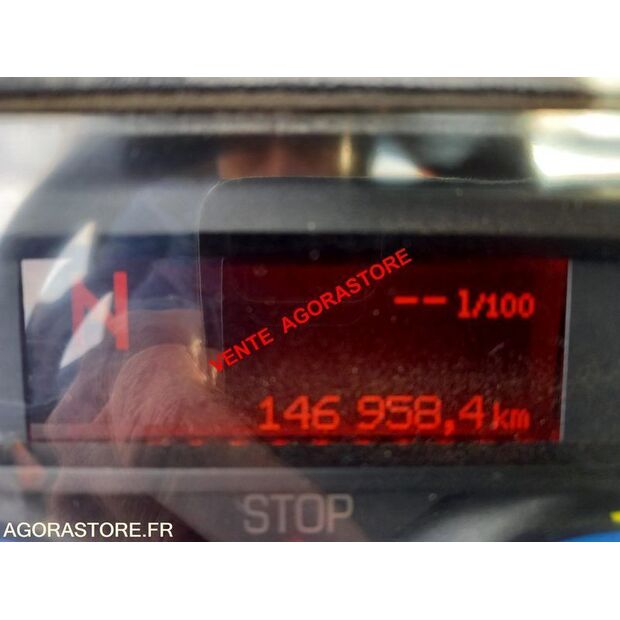 N
-- l/100
VENTE AGORASTORE
146 958,4 km
STOP
AGORASTORE.FR